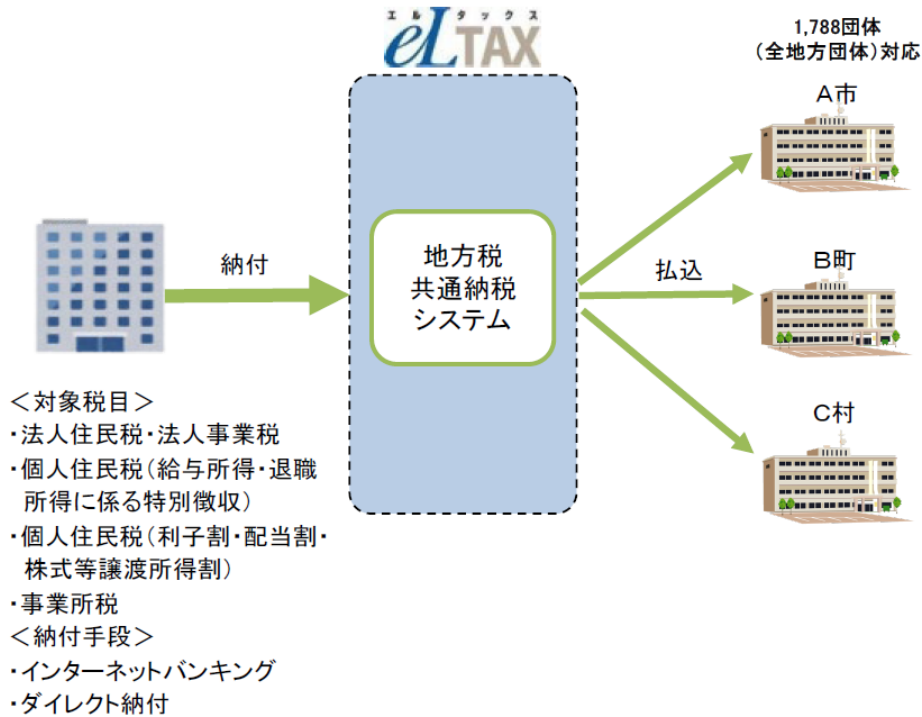 エルタックス
eLTAX
1,788団体
（全地方団体）対応
A市
納付
地方税
共通納税
システム
払込
B町
C村
＜対象税目＞
・法人住民税・法人事業税
・個人住民税（給与所得・退職
所得に係る特別徴収）
・個人住民税（利子割・配当割・
株式等譲渡所得割）
・事業所税
＜納付手段＞
・インターネットバンキング
・ダイレクト納付